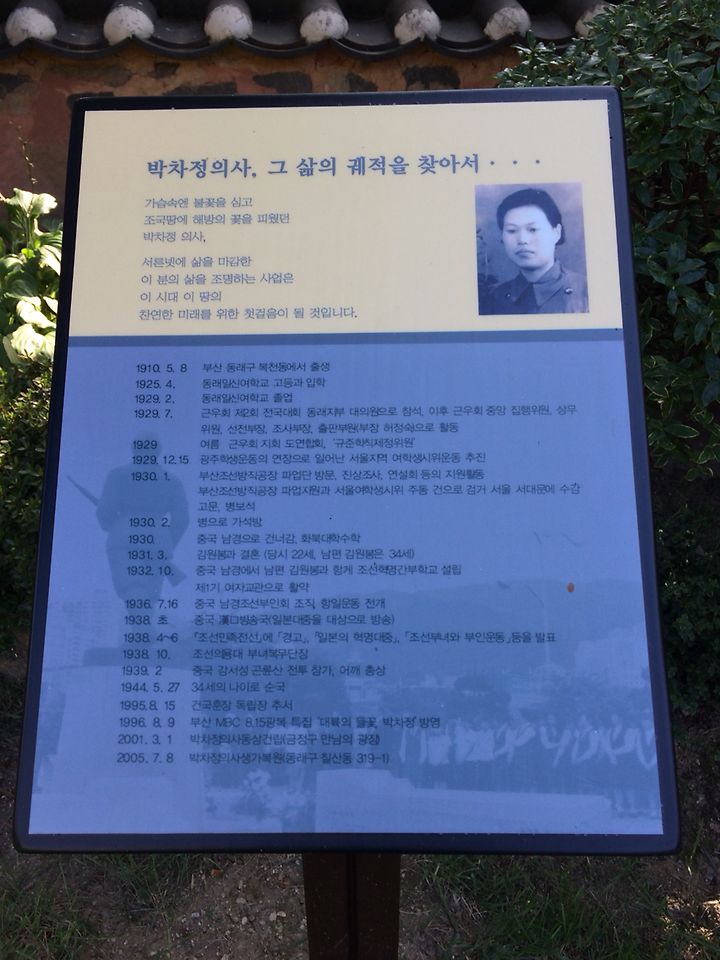 박차정의사, 그 삶의 궤적을 찾아서 · · ·
가슴속엔 불꽃을 심고
조국땅에 해방의 꽃을 피웠던
박차정 의사,
서른넷에 삶을 마감한
이 분의 삶을 조명하는 사업은
이 시대 이 땅의
찬연한 미래를 위한 첫걸음이 될 것입니다.
1910. 5. 8 부산 동래구 복천동에서 출생
1925. 4. 동래일신여학교 고등과 입학
1929. 2. 동래일신여학교 졸업
1929. 7. 근우회 제2회 전국대회 동래지부 대의원으로 참석, 이후 근우회 중앙 집행위원, 상무
위원, 선전부장, 조사부장, 출판부원(부장 허정숙)으로 활동
1929 여름 근우회 지회 도연합회, '규준학칙제정위원'
1929. 12.15 광주학생운동의 연장으로 일어난 서울지역 여학생시위운동 추진
1930. 1. 부산조선방직공장 파업단 방문, 진상조사, 연설회 등의 지원활동
부산조선방직공장 파업지원과 서울여학생시위 주동 건으로 검거 서울 서대문에 수감
고문, 병보석
1930. 2. 병으로 가석방
1930. 중국 남경으로 건너감, 화북대학수학
1931. 3. 김원봉과 결혼 (당시 22세, 남편 김원봉은 34세)
1932. 10. 중국 남경에서 남편 김원봉과 함께 조선혁명간부학교 설립
제1기 여자교관으로 활약
1936. 7.16 중국 남경조선부인회 조직, 항일운동 전개
1938. 초 중국 漢口방송국(일본대중을 대상으로 방송)
1938. 4~6 「조선민족전선」에 「경고」, 「일본의 혁명대중」, 「조선부녀와 부인운동」등을 발표
1938. 10. 조선의용대 부녀복무단장
1939. 2 중국 강서성 곤륜산 전투 참가, 어깨 총상
1944. 5. 27 34세의 나이로 순국
1995. 8. 15 건국훈장 독립장 추서
1996. 8. 9 부산 MBC 8.15광복 특집 '대륙의 들꽃, 박차정' 방영
2001. 3. 1 박차정의사동상건립(금정구 만남의 광장)
2005. 7. 8 박차정의사생가복원(동래구 칠산동 319-1)